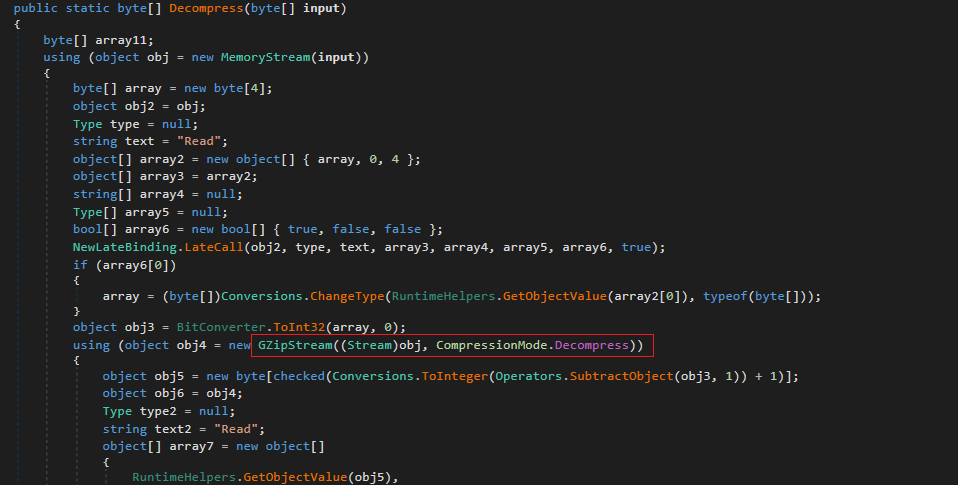 public static byte[] Decompress(byte[] input)
{
byte[] array11;
using (object obj = new MemoryStream(input))
{
byte[] array = new byte[4];
object obj2 = obj;
Type type = null;
string text = "Read";
object[] array2 = new object[] { array, 0, 4 };
object[] array3 = array2;
string[] array4 = null;
Type[] array5 = null;
bool[] array6 = new bool[] { true, false, false };
NewLateBinding.LateCall(obj2, type, text, array3, array4, array5, array6, true);
if (array6[0])
{
array = (byte[])Conversions.ChangeType(RuntimeHelpers.GetObjectValue(array2[0]), typeof(byte[]));
}
object obj3 = BitConverter.ToInt32(array, 0);
using (object obj4 = new GZipStream((Stream)obj, CompressionMode.Decompress))
{
object obj5 = new byte[checked(Conversions.ToInteger(Operators.SubtractObject(obj3, 1)) + 1)];
object obj6 = obj4;
Type type2 = null;
string text2 = "Read";
object[] array7 = new object[]
{
RuntimeHelpers.GetObjectValue(obj5),